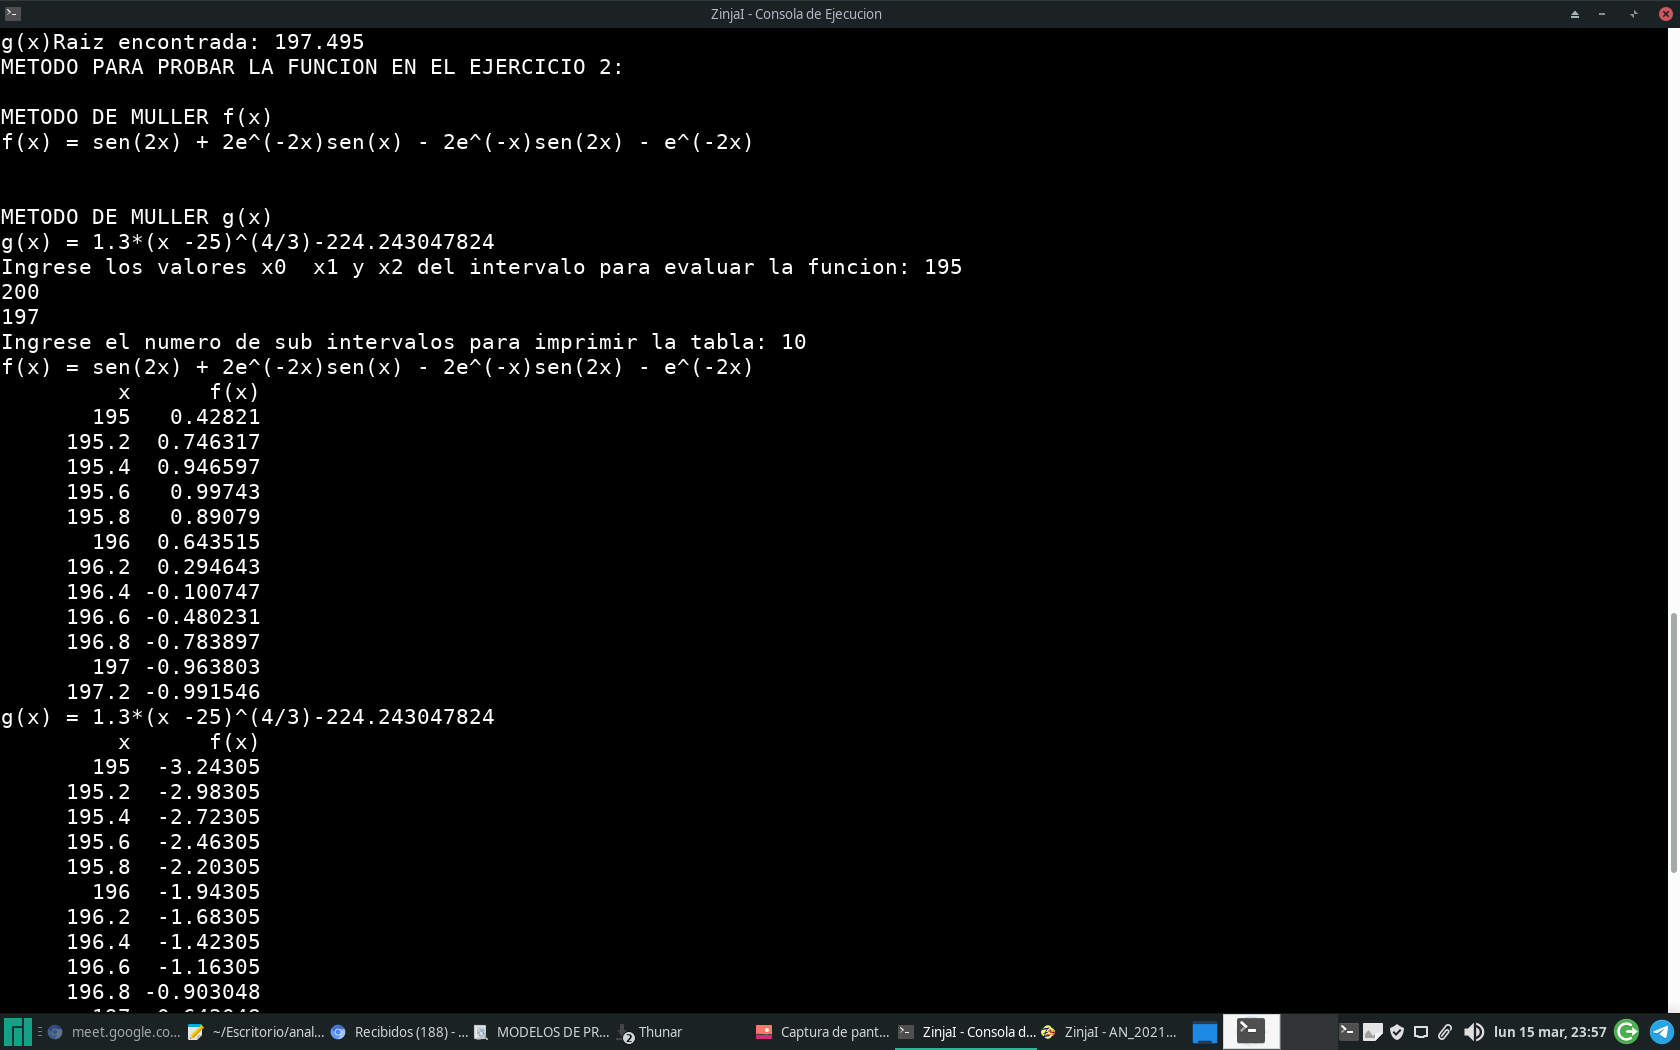 ZinjaI - Consola de Ejecucion
g(x)Raiz encontrada: 197.495
METODO PARA PROBAR LA FUNCION EN EL EJERCICIO 2:
METODO DE MULLER f(x)
f(x) = sen(2x) + 2e^(-2x)sen(x) - 2e^(-x)sen(2x) - e^(-2x)
METODO DE MULLER g(x)
g(x) = 1.3*(x -25)^(4/3)-224.243047824
Ingrese los valores x0  x1 y x2 del intervalo para evaluar la funcion: 195
200
197
Ingrese el numero de sub intervalos para imprimir la tabla: 10
f(x) = sen(2x) + 2e^(-2x)sen(x) - 2e^(-x)sen(2x) - e^(-2x)
x f(x)
195 0.42821
195.2 0.746317
195.4 0.946597
195.6 0.99743
195.8 0.89079
196 0.643515
196.2 0.294643
196.4 -0.100747
196.6 -0.480231
196.8 -0.783897
197 -0.963803
197.2 -0.991546
g(x) = 1.3*(x -25)^(4/3)-224.243047824
x f(x)
195 -3.24305
195.2 -2.98305
195.4 -2.72305
195.6 -2.46305
195.8 -2.20305
196 -1.94305
196.2 -1.68305
196.4 -1.42305
196.6 -1.16305
196.8 -0.903048
meet.google.co... ~/Escritorio/anal... Recibidos (188) - ... MODELOS DE PR... 2 Thunar Captura de pant... ZinjaI - Consola d... ZinjaI - AN_2021... lun 15 mar, 23:57